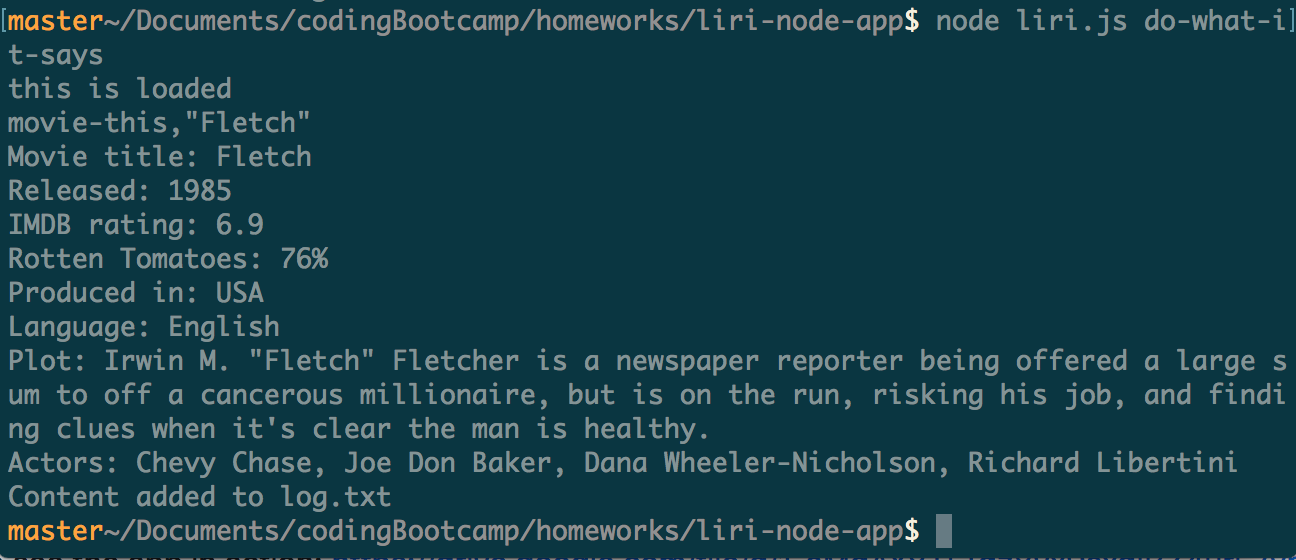 [master~/Documents/codingBootcamp/homeworks/liri-node-app$ node liri.js do-what-i]
t-says
this is loaded
movie-this,"Fletch"
Movie title: Fletch
Released: 1985
IMDB rating: 6.9
Rotten Tomatoes: 76%
Produced in: USA
Language: English
Plot: Irwin M. "Fletch" Fletcher is a newspaper reporter being offered a large s
um to off a cancerous millionaire, but is on the run, risking his job, and findi
ng clues when it's clear the man is healthy.
Actors: Chevy Chase, Joe Don Baker, Dana Wheeler-Nicholson, Richard Libertini
Content added to log.txt
master~/Documents/codingBootcamp/homeworks/liri-node-app$